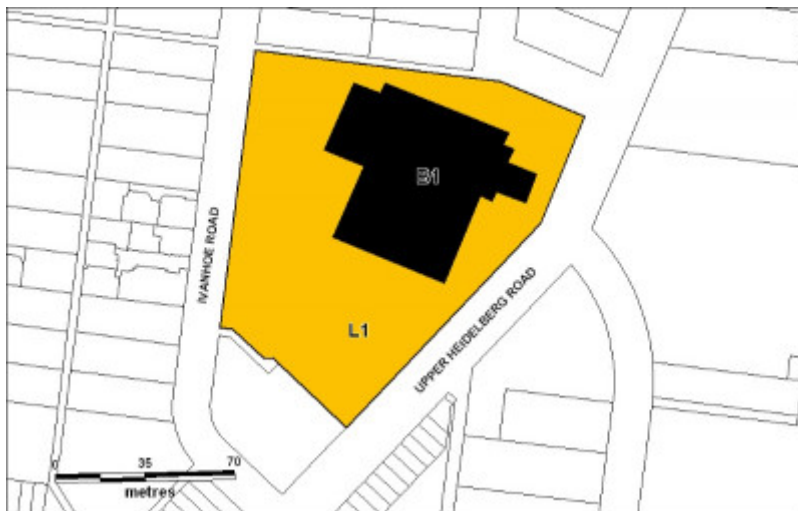 B1
IVANHOE ROAD
UPPER HEIDELBERG ROAD
L1
0 35 70
metres